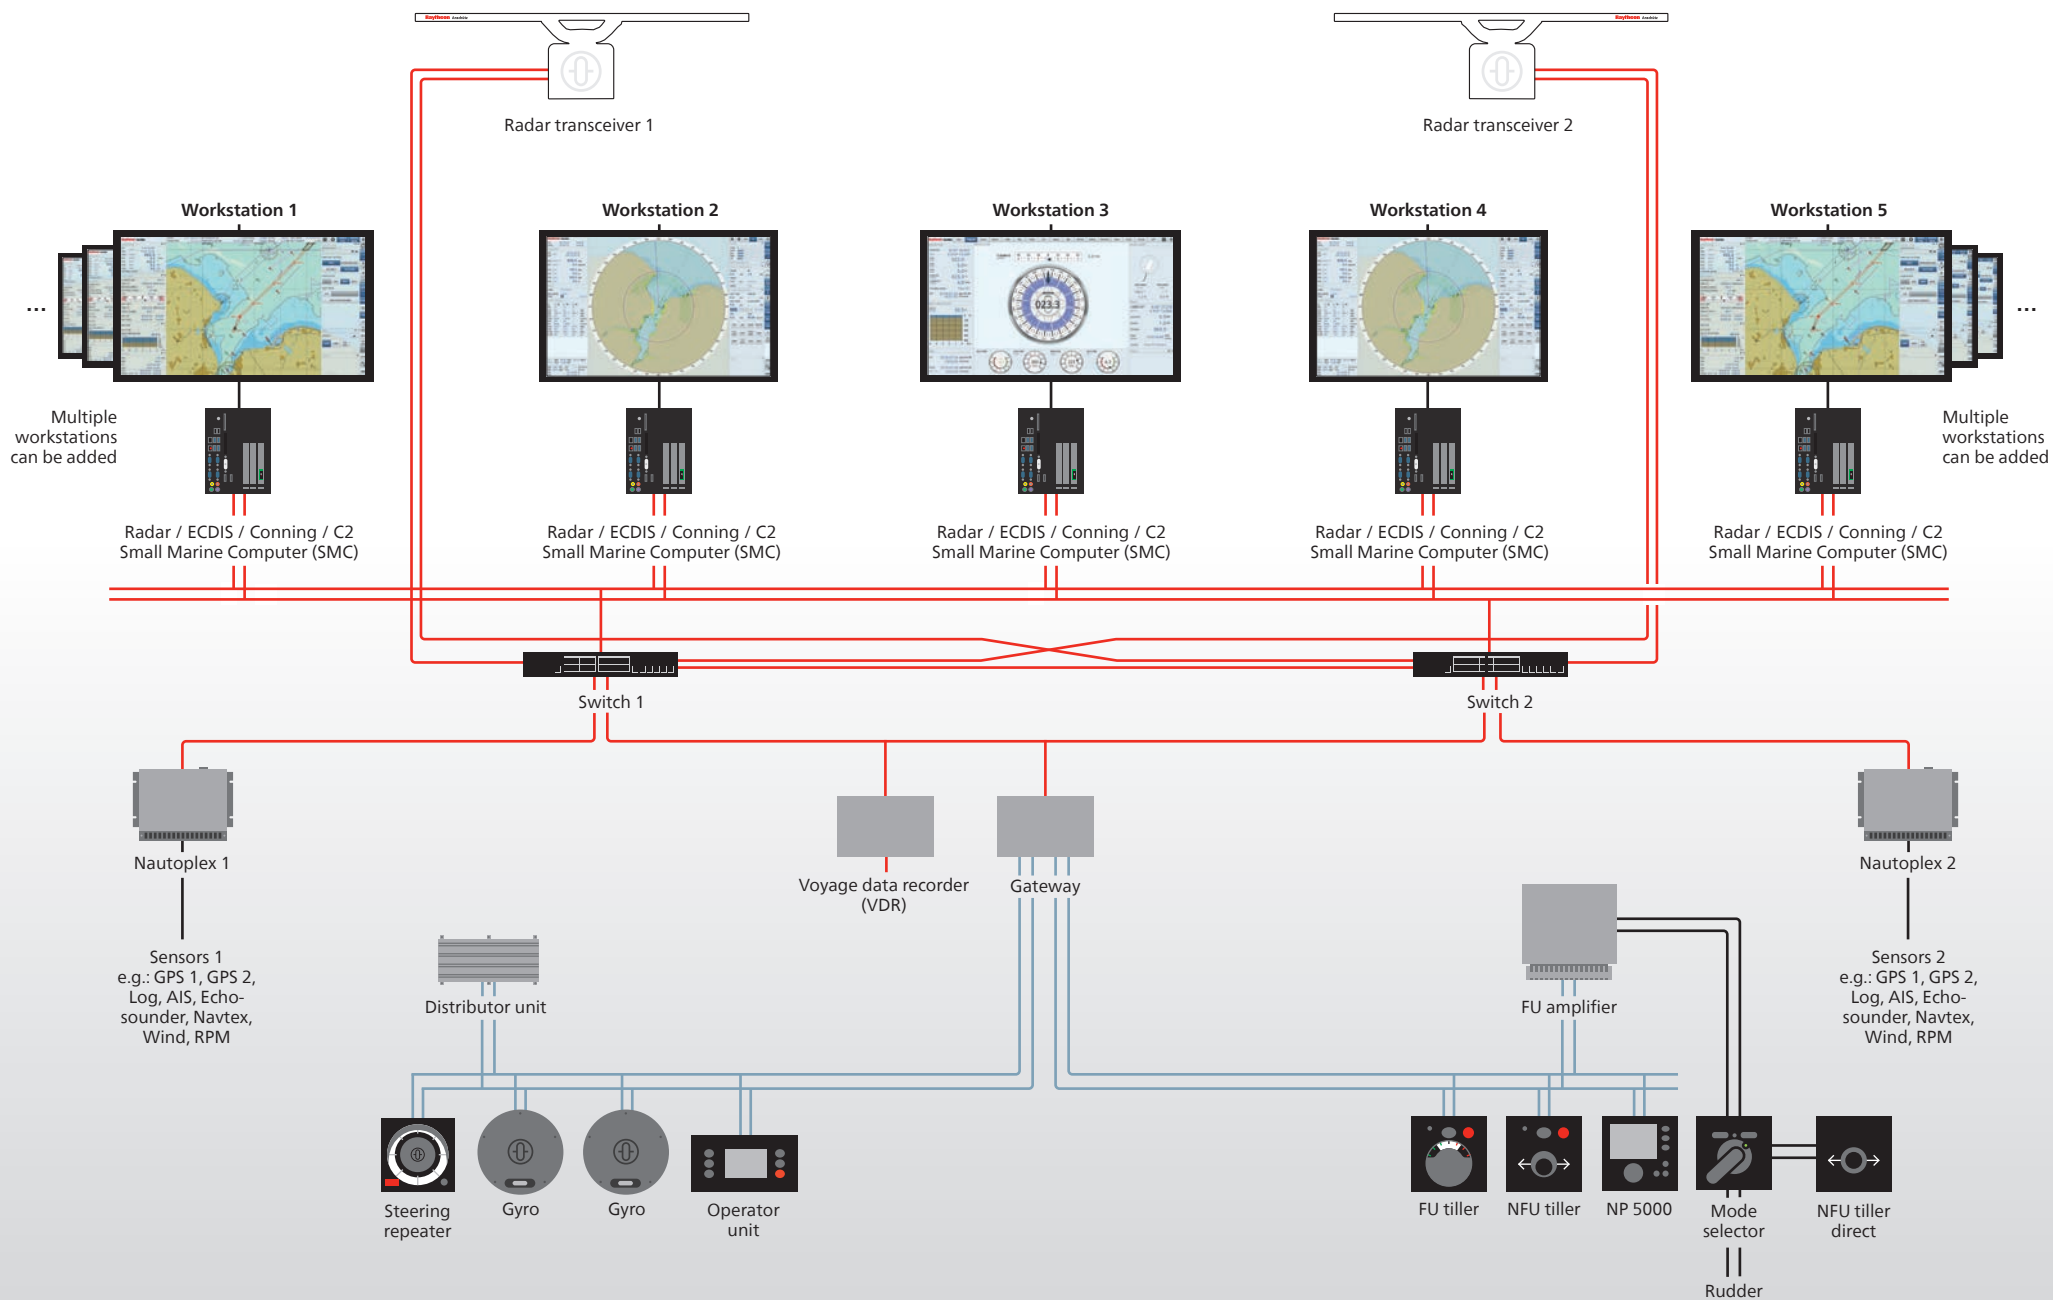 Raytheon Anschütz
Raytheon Anschütz
Radar transceiver 1
Radar transceiver 2
Workstation 1
Workstation 2
Workstation 3
Workstation 4
Workstation 5
...
023.3
...
Multiple
workstations
can be added
Multiple
workstations
can be added
Radar / ECDIS / Conning / C2
Small Marine Computer (SMC)
Radar / ECDIS / Conning / C2
Small Marine Computer (SMC)
Radar / ECDIS / Conning / C2
Small Marine Computer (SMC)
Radar / ECDIS / Conning / C2
Small Marine Computer (SMC)
Radar / ECDIS / Conning / C2
Small Marine Computer (SMC)
Switch 1
Switch 2
Nautoplex 1
Voyage data recorder
(VDR)
Gateway
Nautoplex 2
Sensors 1
e.g.: GPS 1, GPS 2,
Log, AIS, Echo-
sounder, Navtex,
Wind, RPM
Distributor unit
FU amplifier
Sensors 2
e.g.: GPS 1, GPS 2,
Log, AIS, Echo-
sounder, Navtex,
Wind, RPM
Steering
repeater
Gyro
Gyro
Operator
unit
FU tiller
NFU tiller
NP 5000
Mode
selector
NFU tiller
direct
Rudder